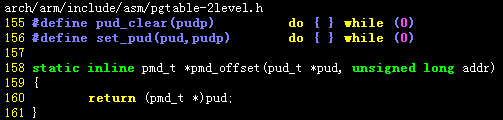 arch/arm/include/asm/pgtable-2level.h
155 #define pud_clear(pudp)          do { } while (0)
156 #define set_pud(pud,pudp)        do { } while (0)
157
158 static inline pmd_t *pmd_offset(pud_t *pud, unsigned long addr)
159 {
160         return (pmd_t *)pud;
161 }